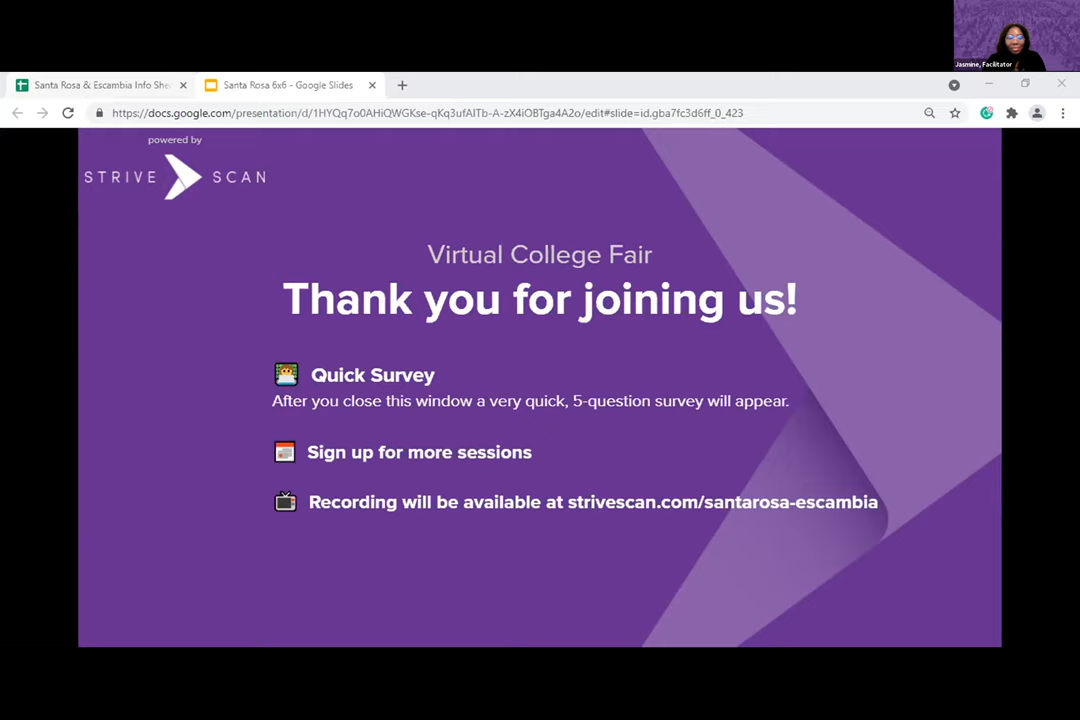 Jasmine, Facilitator
Santa Rosa & Escambia Info She
Santa Rosa 6x6 - Google Slides
https://docs.google.com/presentation/d/1HYQq7o0AHiQWGKse-qKq3ufAITb-A-zX4iOBTga4A2o/edit#slide=id.gba7fc3d6ff_0_423
powered by
STRIVE SCAN
Virtual College Fair
Thank you for joining us!
Quick Survey
After you close this window a very quick, 5-question survey will appear.
Sign up for more sessions
Recording will be available at strivescan.com/santarosa-escambia